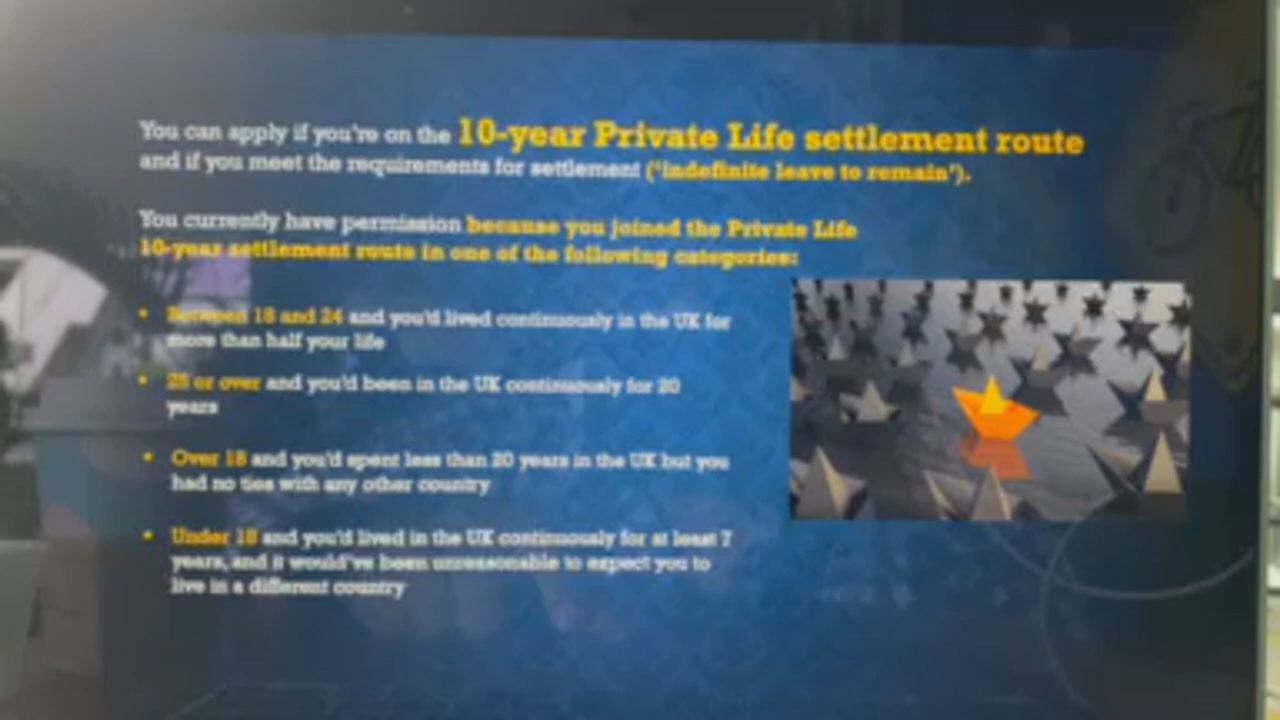 You can apply if you're on the 10-year Private Life settlement route
and if you meet the requirements for settlement ('indefinite leave to remain').
You currently have permission because you joined the Private Life
10-year settlement route in one of the following categories:
• Between 18 and 24 and you'd lived continuously in the UK for
more than half your life
• 25 or over and you'd been in the UK continuously for 20
years
• Over 18 and you'd spent less than 20 years in the UK but you
had no ties with any other country
• Under 18 and you'd lived in the UK continuously for at least 7
years, and it would've been unreasonable to expect you to
live in a different country